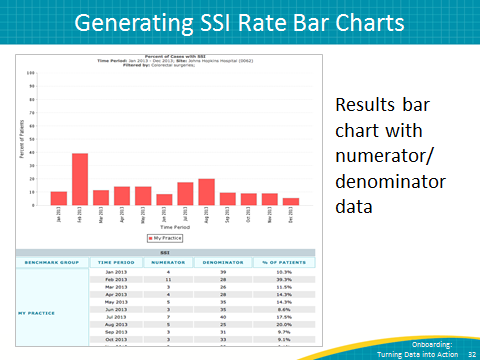 Generating SSI Rate Bar Charts
Percent of Cases with SSI
Time Period: Jan 2013 - Dec 2013; Site: Johns Hopkins Hospital (0062)
Filtered by: Colorectal surgeries;
Percent of Patients
100
90
80
70
60
50
40
30
20
10
0
Jan 2013
Feb 2013
Mar 2013
Apr 2013
May 2013
Jun 2013
Jul 2013
Aug 2013
Sep 2013
Oct 2013
Nov 2013
Dec 2013
Time Period
My Practice
Results bar
chart with
numerator/
denominator
data
SSI
BENCHMARK GROUP TIME PERIOD NUMERATOR DENOMINATOR % OF PATIENTS
MY PRACTICE
Jan 2013 4 39 10.3%
Feb 2013 11 28 39.3%
Mar 2013 3 26 11.5%
Apr 2013 4 28 14.3%
May 2013 5 35 14.3%
Jun 2013 3 35 8.6%
Jul 2013 7 40 17.5%
Aug 2013 5 25 20.0%
Sep 2013 3 31 9.7%
Oct 2013 3 33 9.1%
Onboarding:
Turning Data into Action 32